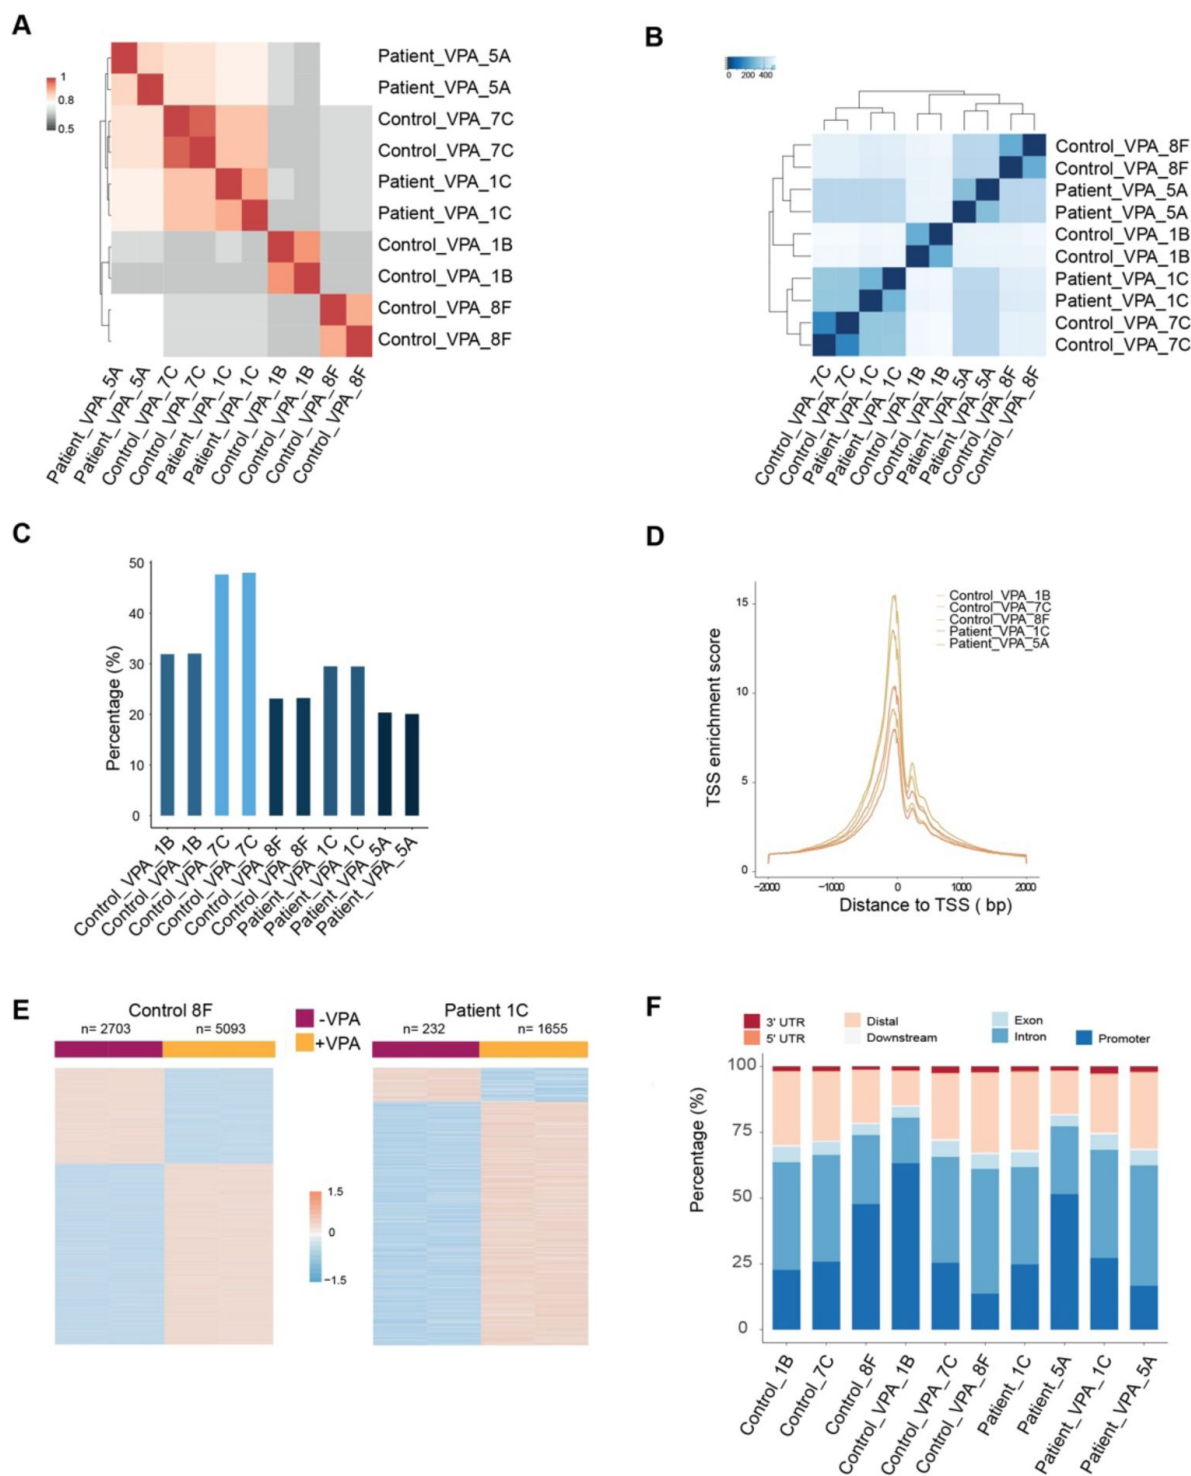 A
1
0.8
0.5
Patient_VPA_5A
Patient_VPA_5A
Control_VPA_7C
Control_VPA_7C
Patient_VPA_1C
Patient_VPA_1C
Control_VPA_1B
Control_VPA_1B
Control_VPA_8F
Control_VPA_8F
Patient_VPA_5A
Patient_VPA_5A
Control_VPA_7C
Control_VPA_7C
Patient_VPA_1C
Patient_VPA_1C
Control_VPA_1B
Control_VPA_1B
Control_VPA_8F
Control_VPA_8F
B
0 200 400
Control_VPA_8F
Control_VPA_8F
Patient_VPA_5A
Patient_VPA_5A
Control_VPA_1B
Control_VPA_1B
Patient_VPA_1C
Patient_VPA_1C
Control_VPA_7C
Control_VPA_7C
Control_VPA_7C
Control_VPA_7C
Patient_VPA_1C
Patient_VPA_1C
Control_VPA_1B
Control_VPA_1B
Patient_VPA_5A
Patient_VPA_5A
Control_VPA_8F
Control_VPA_8F
C
Percentage (%)
50
40
30
20
10
0
Control_VPA_1B
Control_VPA_1B
Control_VPA_7C
Control_VPA_7C
Control_VPA_8F
Control_VPA_8F
Patient_VPA_1C
Patient_VPA_1C
Patient_VPA_5A
Patient_VPA_5A
D
TSS enrichment score
15
10
5
0
Control_VPA_1B
Control_VPA_7C
Control_VPA_8F
Patient_VPA_1C
Patient_VPA_5A
−2000 −1000 0 1000 2000
Distance to TSS ( bp)
E
Control 8F
n= 2703 n= 5093
-VPA
+VPA
Patient 1C
n= 232 n= 1655
1.5
0
−1.5
F
3' UTR
5' UTR
Distal
Downstream
Exon
Intron
Promoter
Percentage (%)
100
75
50
25
0
Control_1B
Control_7C
Control_8F
Control_VPA_1B
Control_VPA_7C
Control_VPA_8F
Patient_1C
Patient_5A
Patient_VPA_1C
Patient_VPA_5A